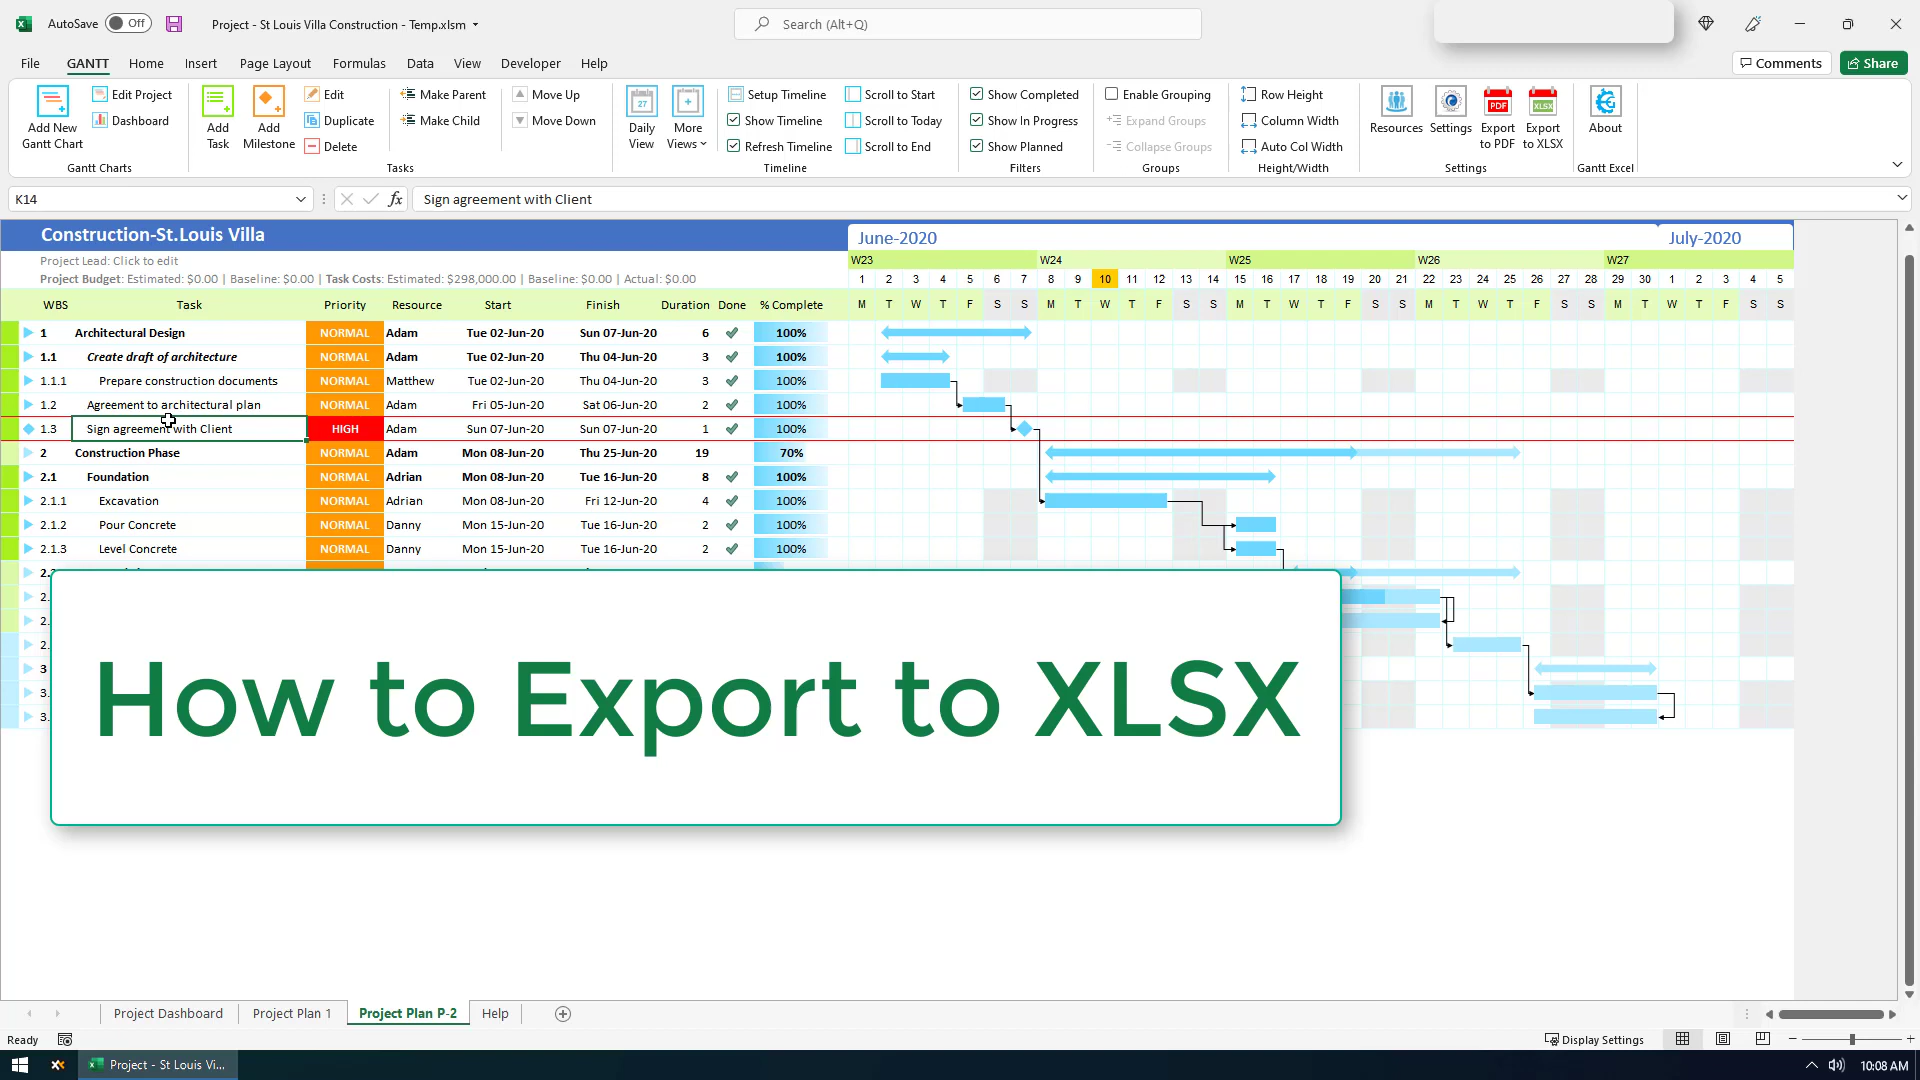 AutoSave Off Project - St Louis Villa Construction - Temp.xlsm Search (Alt+Q)
File GANTT Home Insert Page Layout Formulas Data View Developer Help Comments Share
Add New Gantt Chart Edit Project Dashboard
Gantt Charts
Add Task Add Milestone Edit Duplicate Delete Make Parent Make Child Move Up Move Down
Tasks
27 Daily View More Views Setup Timeline Show Timeline Refresh Timeline Scroll to Start Scroll to Today Scroll to End
Timeline
Show Completed Show In Progress Show Planned
Filters
Enable Grouping Expand Groups Collapse Groups
Groups
Row Height Column Width Auto Col Width
Height/Width
Resources Settings PDF Export to PDF XLSX Export to XLSX
Settings
About
Gantt Excel
K14 fx Sign agreement with Client
Construction-St.Louis Villa June-2020 July-2020
Project Lead: Click to edit W23 W24 W25 W26 W27
Project Budget: Estimated: $0.00 | Baseline: $0.00 | Task Costs: Estimated: $298,000.00 | Baseline: $0.00 | Actual: $0.00 1 2 3 4 5 6 7 8 9 10 11 12 13 14 15 16 17 18 19 20 21 22 23 24 25 26 27 28 29 30 1 2 3 4 5
WBS Task Priority Resource Start Finish Duration Done % Complete M T W T F S S M T W T F S S M T W T F S S M T W T F S S M T W T F S S
1 Architectural Design NORMAL Adam Tue 02-Jun-20 Sun 07-Jun-20 6 100%
1.1 Create draft of architecture NORMAL Adam Tue 02-Jun-20 Thu 04-Jun-20 3 100%
1.1.1 Prepare construction documents NORMAL Matthew Tue 02-Jun-20 Thu 04-Jun-20 3 100%
1.2 Agreement to architectural plan NORMAL Adam Fri 05-Jun-20 Sat 06-Jun-20 2 100%
1.3 Sign agreement with Client HIGH Adam Sun 07-Jun-20 Sun 07-Jun-20 1 100%
2 Construction Phase NORMAL Adam Mon 08-Jun-20 Thu 25-Jun-20 19 70%
2.1 Foundation NORMAL Adrian Mon 08-Jun-20 Tue 16-Jun-20 8 100%
2.1.1 Excavation NORMAL Adrian Mon 08-Jun-20 Fri 12-Jun-20 4 100%
2.1.2 Pour Concrete NORMAL Danny Mon 15-Jun-20 Tue 16-Jun-20 2 100%
2.1.3 Level Concrete NORMAL Danny Mon 15-Jun-20 Tue 16-Jun-20 2 100%
2.
2.
2.
2.
3
3.
3.
How to Export to XLSX
Project Dashboard Project Plan 1 Project Plan P-2 Help
Ready Display Settings
Project - St Louis Vi... 10:08 AM